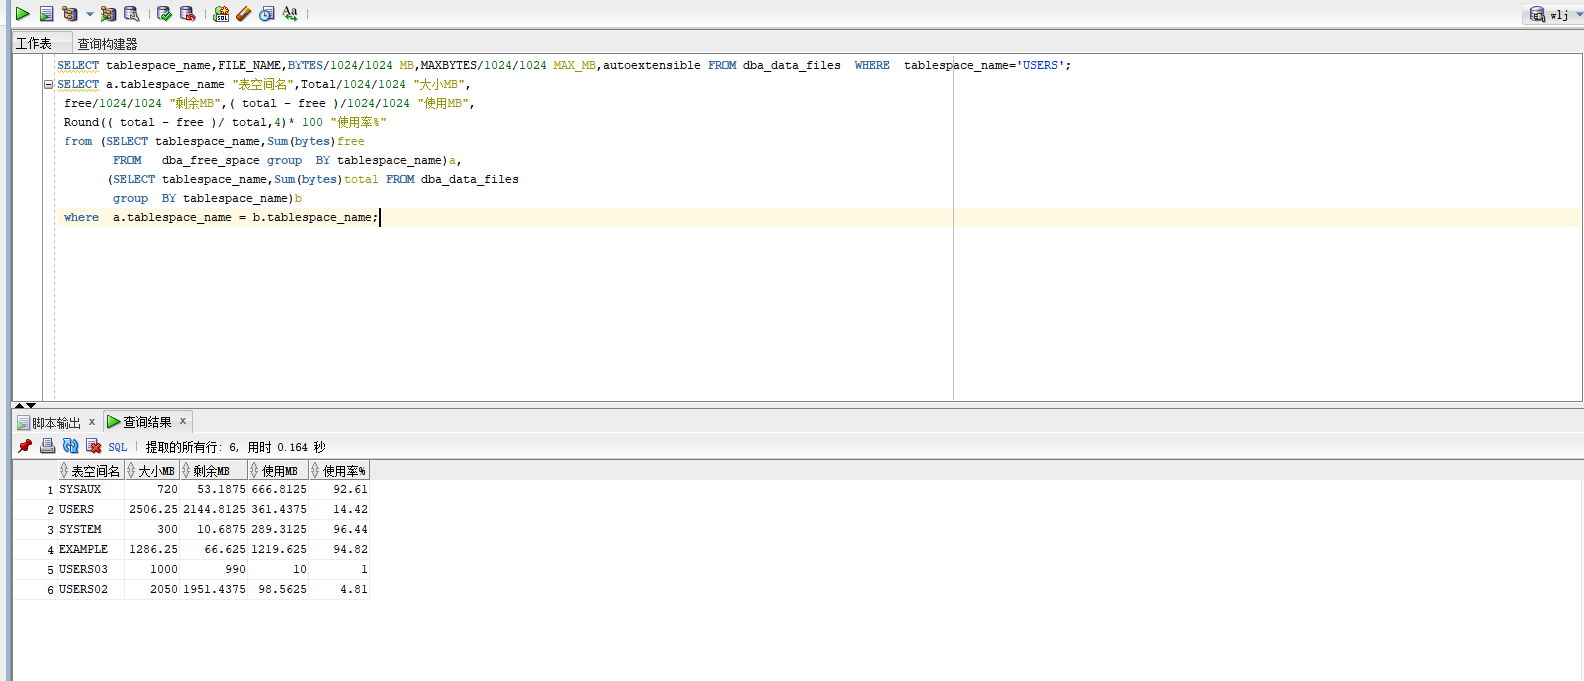 wlj
工作表 查询构建器
SELECT tablespace_name,FILE_NAME,BYTES/1024/1024 MB,MAXBYTES/1024/1024 MAX_MB,autoextensible FROM dba_data_files  WHERE  tablespace_name='USERS';
SELECT a.tablespace_name "表空间名",Total/1024/1024 "大小MB",
free/1024/1024 "剩余MB",( total - free )/1024/1024 "使用MB",
Round(( total - free )/ total,4)* 100 "使用率%"
from (SELECT tablespace_name,Sum(bytes)free
FROM   dba_free_space group  BY tablespace_name)a,
(SELECT tablespace_name,Sum(bytes)total FROM dba_data_files
group  BY tablespace_name)b
where  a.tablespace_name = b.tablespace_name;
脚本输出 x 查询结果 x
SQL 提取的所有行: 6, 用时 0.164 秒
表空间名 大小MB 剩余MB 使用MB 使用率%
1 SYSAUX 720 53.1875 666.8125 92.61
2 USERS 2506.25 2144.8125 361.4375 14.42
3 SYSTEM 300 10.6875 289.3125 96.44
4 EXAMPLE 1286.25 66.625 1219.625 94.82
5 USERS03 1000 990 10 1
6 USERS02 2050 1951.4375 98.5625 4.81